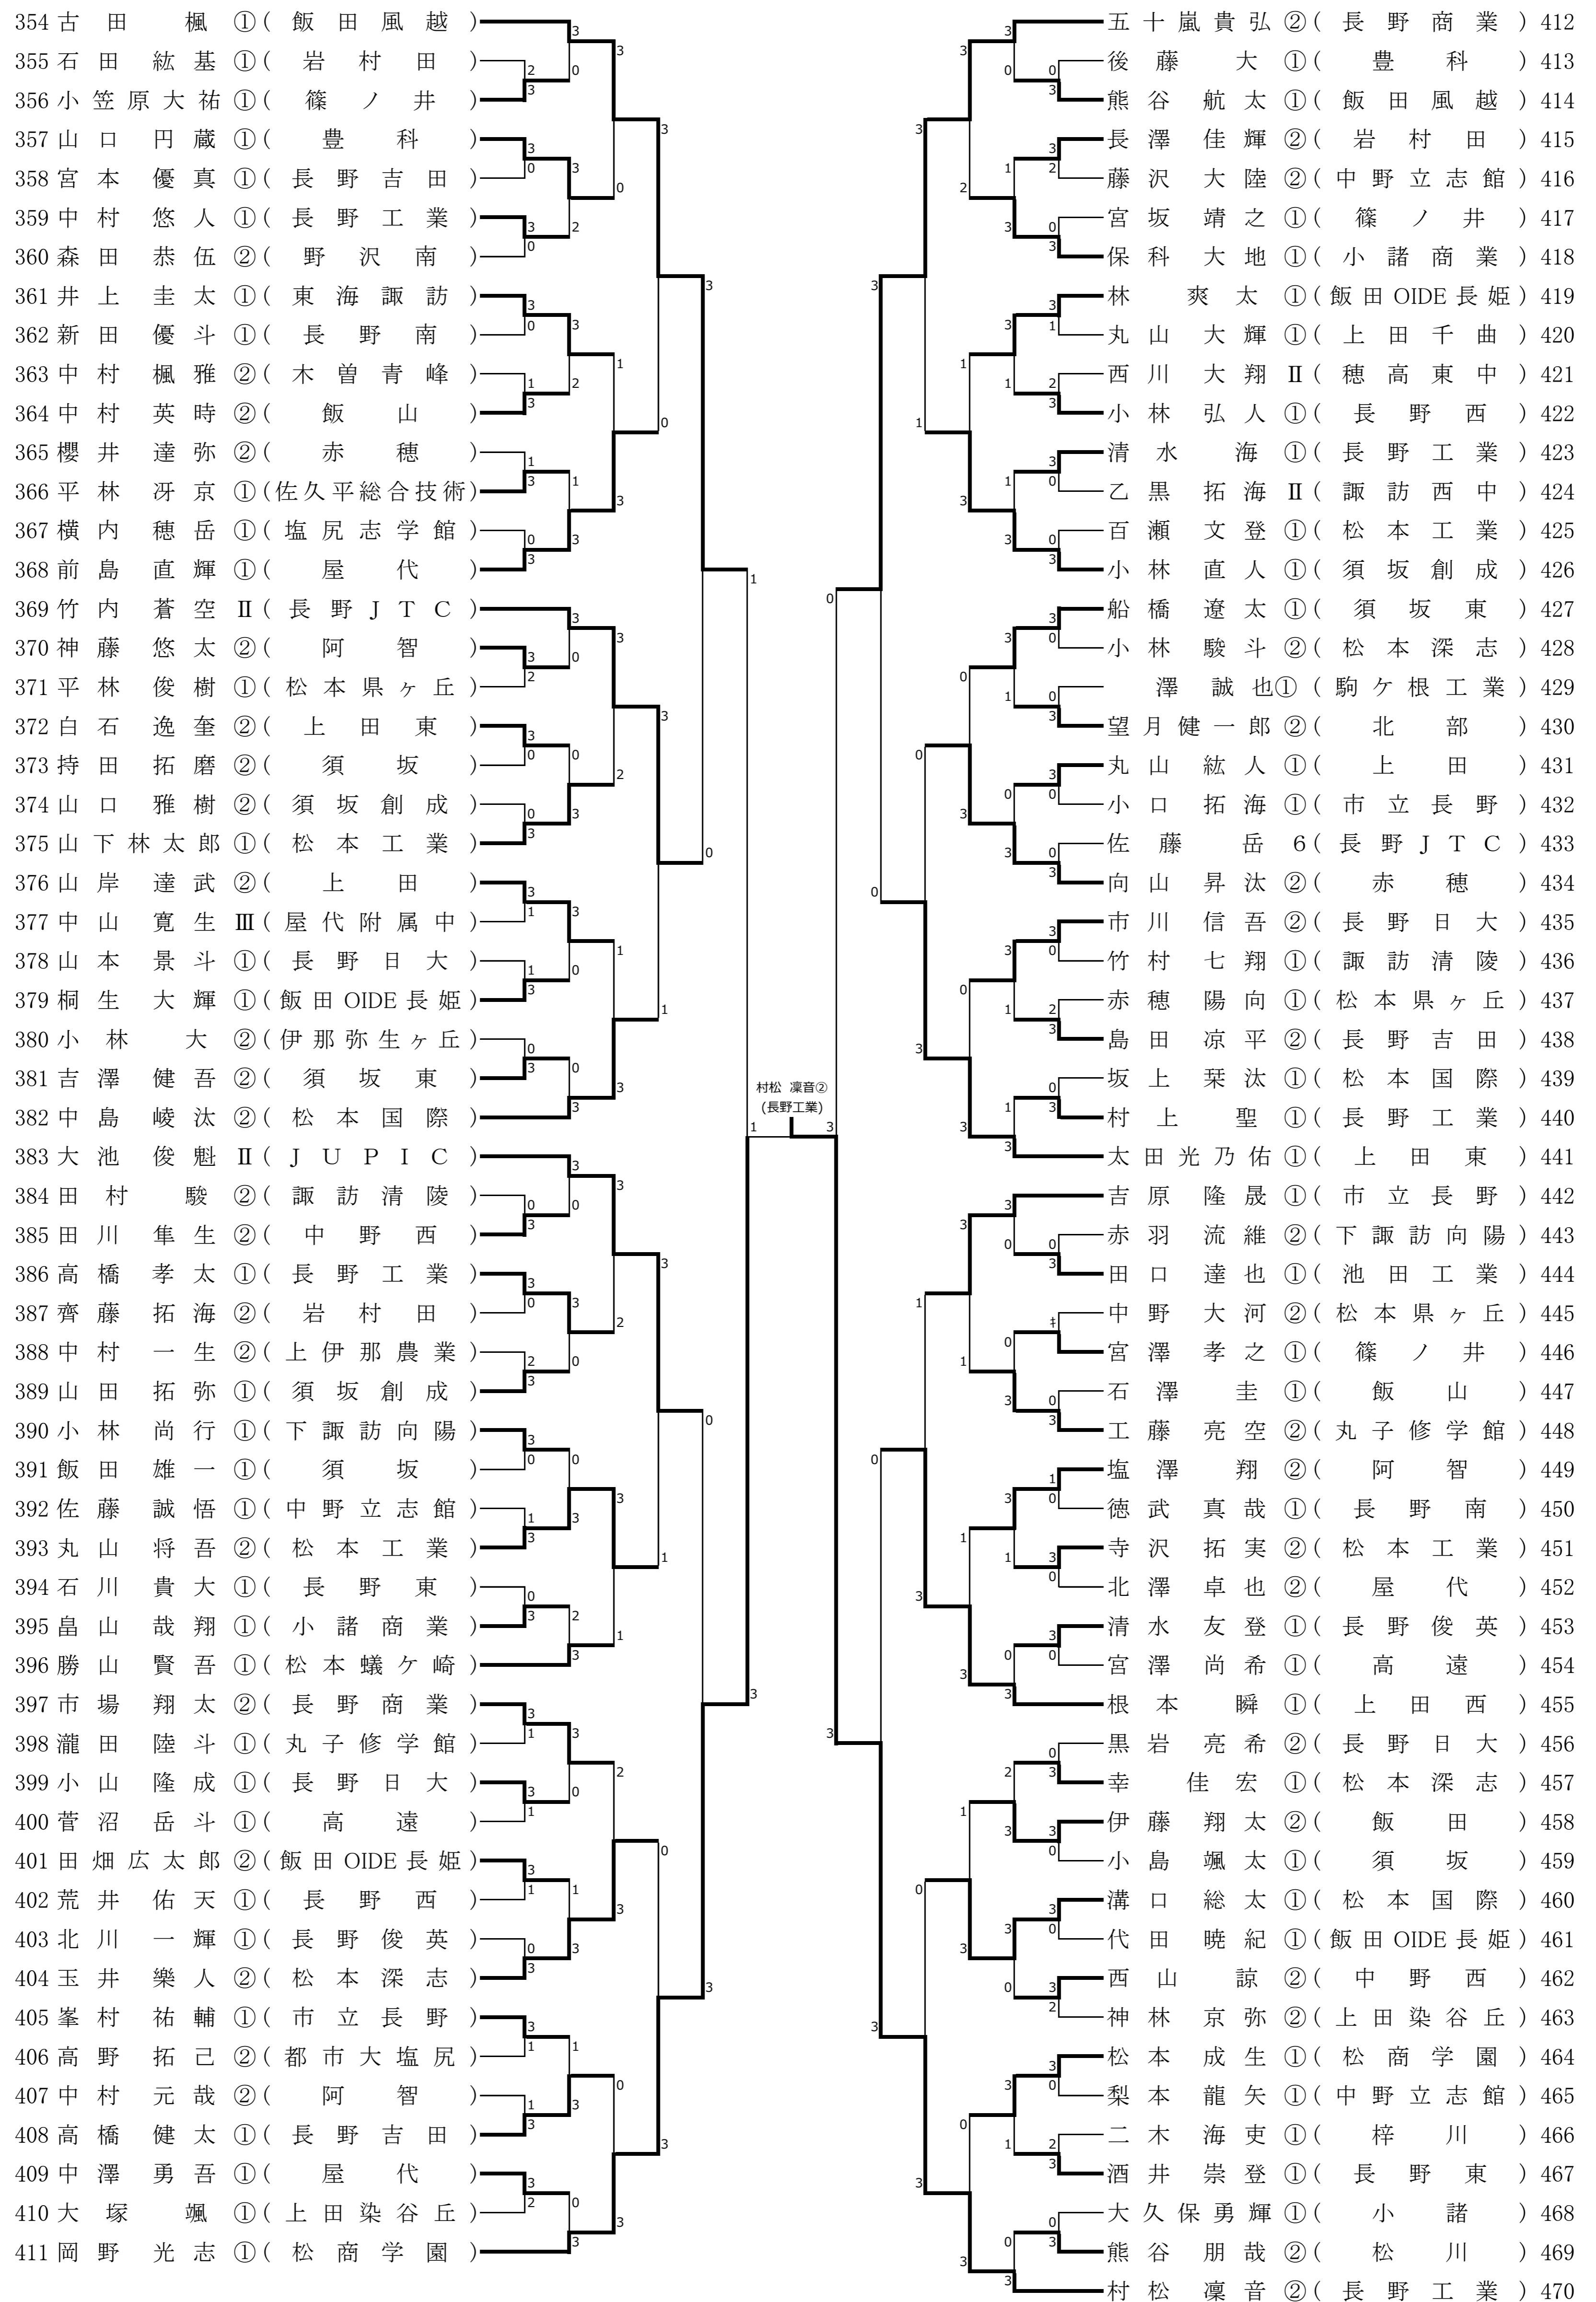 354 古田 楓 ① ( 飯田風越 )
355 石田 紘基 ① ( 岩村田 )
356 小笠原大祐 ① ( 篠ノ井 )
357 山口 円蔵 ① ( 豊科 )
358 宮本 優真 ① ( 長野吉田 )
359 中村 悠人 ① ( 長野工業 )
360 森田 恭伍 ② ( 野沢南 )
361 井上 圭太 ① ( 東海諏訪 )
362 新田 優斗 ① ( 長野南 )
363 中村 楓雅 ② ( 木曽青峰 )
364 中村 英時 ② ( 飯山 )
365 櫻井 達弥 ② ( 赤穂 )
366 平林 冴京 ① ( 佐久平総合技術 )
367 横内 穂岳 ① ( 塩尻志学館 )
368 前島 直輝 ① ( 屋代 )
369 竹内 蒼空 Ⅱ ( 長野JTC )
370 神藤 悠太 ② ( 阿智 )
371 平林 俊樹 ① ( 松本県ヶ丘 )
372 白石 逸奎 ② ( 上田東 )
373 持田 拓磨 ② ( 須坂 )
374 山口 雅樹 ② ( 須坂創成 )
375 山下林太郎 ① ( 松本工業 )
376 山岸 達武 ② ( 上田 )
377 中山 寛生 Ⅲ ( 屋代附属中 )
378 山本 景斗 ① ( 長野日大 )
379 桐生 大輝 ① ( 飯田OIDE長姫 )
380 小林 大 ② ( 伊那弥生ヶ丘 )
381 吉澤 健吾 ② ( 須坂東 )
382 中島 崚汰 ② ( 松本国際 )
383 大池 俊魁 Ⅱ ( JUPIC )
384 田村 駿 ② ( 諏訪清陵 )
385 田川 隼生 ② ( 中野西 )
386 高橋 孝太 ① ( 長野工業 )
387 齊藤 拓海 ② ( 岩村田 )
388 中村 一生 ② ( 上伊那農業 )
389 山田 拓弥 ① ( 須坂創成 )
390 小林 尚行 ① ( 下諏訪向陽 )
391 飯田 雄一 ① ( 須坂 )
392 佐藤 誠悟 ① ( 中野立志館 )
393 丸山 将吾 ② ( 松本工業 )
394 石川 貴大 ① ( 長野東 )
395 畠山 哉翔 ① ( 小諸商業 )
396 勝山 賢吾 ① ( 松本蟻ケ崎 )
397 市場 翔太 ② ( 長野商業 )
398 瀧田 陸斗 ① ( 丸子修学館 )
399 小山 隆成 ① ( 長野日大 )
400 菅沼 岳斗 ① ( 高遠 )
401 田畑広太郎 ② ( 飯田OIDE長姫 )
402 荒井 佑天 ① ( 長野西 )
403 北川 一輝 ① ( 長野俊英 )
404 玉井 樂人 ② ( 松本深志 )
405 峯村 祐輔 ① ( 市立長野 )
406 高野 拓己 ② ( 都市大塩尻 )
407 中村 元哉 ② ( 阿智 )
408 高橋 健太 ① ( 長野吉田 )
409 中澤 勇吾 ① ( 屋代 )
410 大塚 颯 ① ( 上田染谷丘 )
411 岡野 光志 ① ( 松商学園 )
村松 凜音②
(長野工業)
五十嵐貴弘 ② ( 長野商業 ) 412
後藤 大 ① ( 豊科 ) 413
熊谷 航太 ① ( 飯田風越 ) 414
長澤 佳輝 ② ( 岩村田 ) 415
藤沢 大陸 ② ( 中野立志館 ) 416
宮坂 靖之 ① ( 篠ノ井 ) 417
保科 大地 ① ( 小諸商業 ) 418
林 爽太 ① ( 飯田OIDE長姫 ) 419
丸山 大輝 ① ( 上田千曲 ) 420
西川 大翔 Ⅱ ( 穂高東中 ) 421
小林 弘人 ① ( 長野西 ) 422
清水 海 ① ( 長野工業 ) 423
乙黒 拓海 Ⅱ ( 諏訪西中 ) 424
百瀬 文登 ① ( 松本工業 ) 425
小林 直人 ① ( 須坂創成 ) 426
船橋 遼太 ① ( 須坂東 ) 427
小林 駿斗 ② ( 松本深志 ) 428
澤 誠也① ( 駒ケ根工業 ) 429
望月健一郎 ② ( 北部 ) 430
丸山 紘人 ① ( 上田 ) 431
小口 拓海 ① ( 市立長野 ) 432
佐藤 岳 6 ( 長野JTC ) 433
向山 昇汰 ② ( 赤穂 ) 434
市川 信吾 ② ( 長野日大 ) 435
竹村 七翔 ① ( 諏訪清陵 ) 436
赤穂 陽向 ① ( 松本県ヶ丘 ) 437
島田 凉平 ② ( 長野吉田 ) 438
坂上 栞汰 ① ( 松本国際 ) 439
村上 聖 ① ( 長野工業 ) 440
太田光乃佑 ① ( 上田東 ) 441
吉原 隆晟 ① ( 市立長野 ) 442
赤羽 流維 ② ( 下諏訪向陽 ) 443
田口 達也 ① ( 池田工業 ) 444
中野 大河 ② ( 松本県ヶ丘 ) 445
宮澤 孝之 ① ( 篠ノ井 ) 446
石澤 圭 ① ( 飯山 ) 447
工藤 亮空 ② ( 丸子修学館 ) 448
塩澤 翔 ② ( 阿智 ) 449
徳武 真哉 ① ( 長野南 ) 450
寺沢 拓実 ② ( 松本工業 ) 451
北澤 卓也 ② ( 屋代 ) 452
清水 友登 ① ( 長野俊英 ) 453
宮澤 尚希 ① ( 高遠 ) 454
根本 瞬 ① ( 上田西 ) 455
黒岩 亮希 ② ( 長野日大 ) 456
幸 佳宏 ① ( 松本深志 ) 457
伊藤 翔太 ② ( 飯田 ) 458
小島 颯太 ① ( 須坂 ) 459
溝口 総太 ① ( 松本国際 ) 460
代田 暁紀 ① ( 飯田OIDE長姫 ) 461
西山 諒 ② ( 中野西 ) 462
神林 京弥 ② ( 上田染谷丘 ) 463
松本 成生 ① ( 松商学園 ) 464
梨本 龍矢 ① ( 中野立志館 ) 465
二木 海吏 ① ( 梓川 ) 466
酒井 崇登 ① ( 長野東 ) 467
大久保勇輝 ① ( 小諸 ) 468
熊谷 朋哉 ② ( 松川 ) 469
村松 凜音 ② ( 長野工業 ) 470